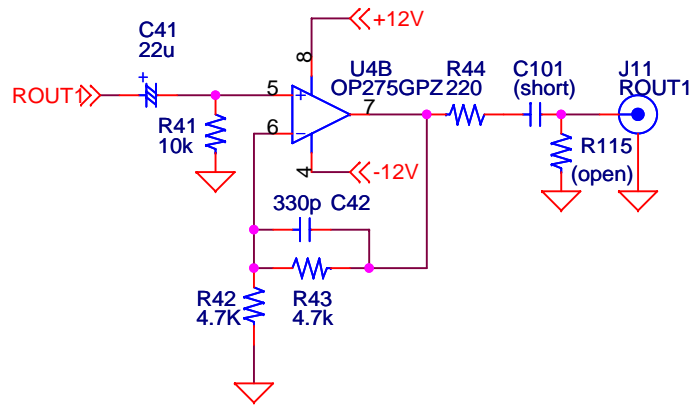 C41
22u
+12V
8
U4B
OP275GPZ
R44
220
C101
(short)
J11
ROUT1
ROUT1
+
5
+
7
R41
10k
6
−
4
-12V
R115
(open)
330p C42
R42
4.7K
R43
4.7k